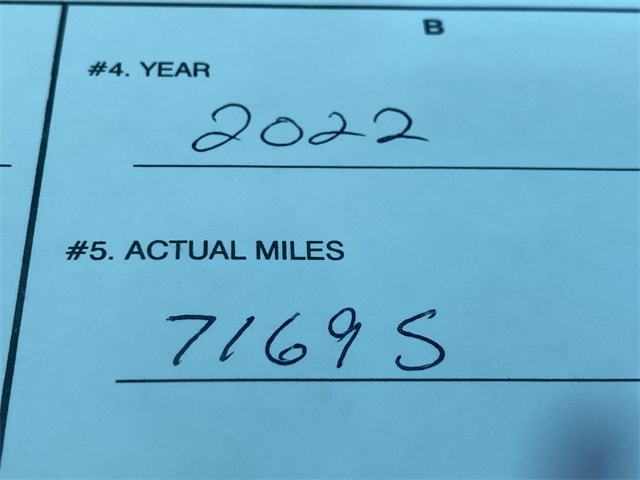 B
#4. YEAR
2022
#5. ACTUAL MILES
71695